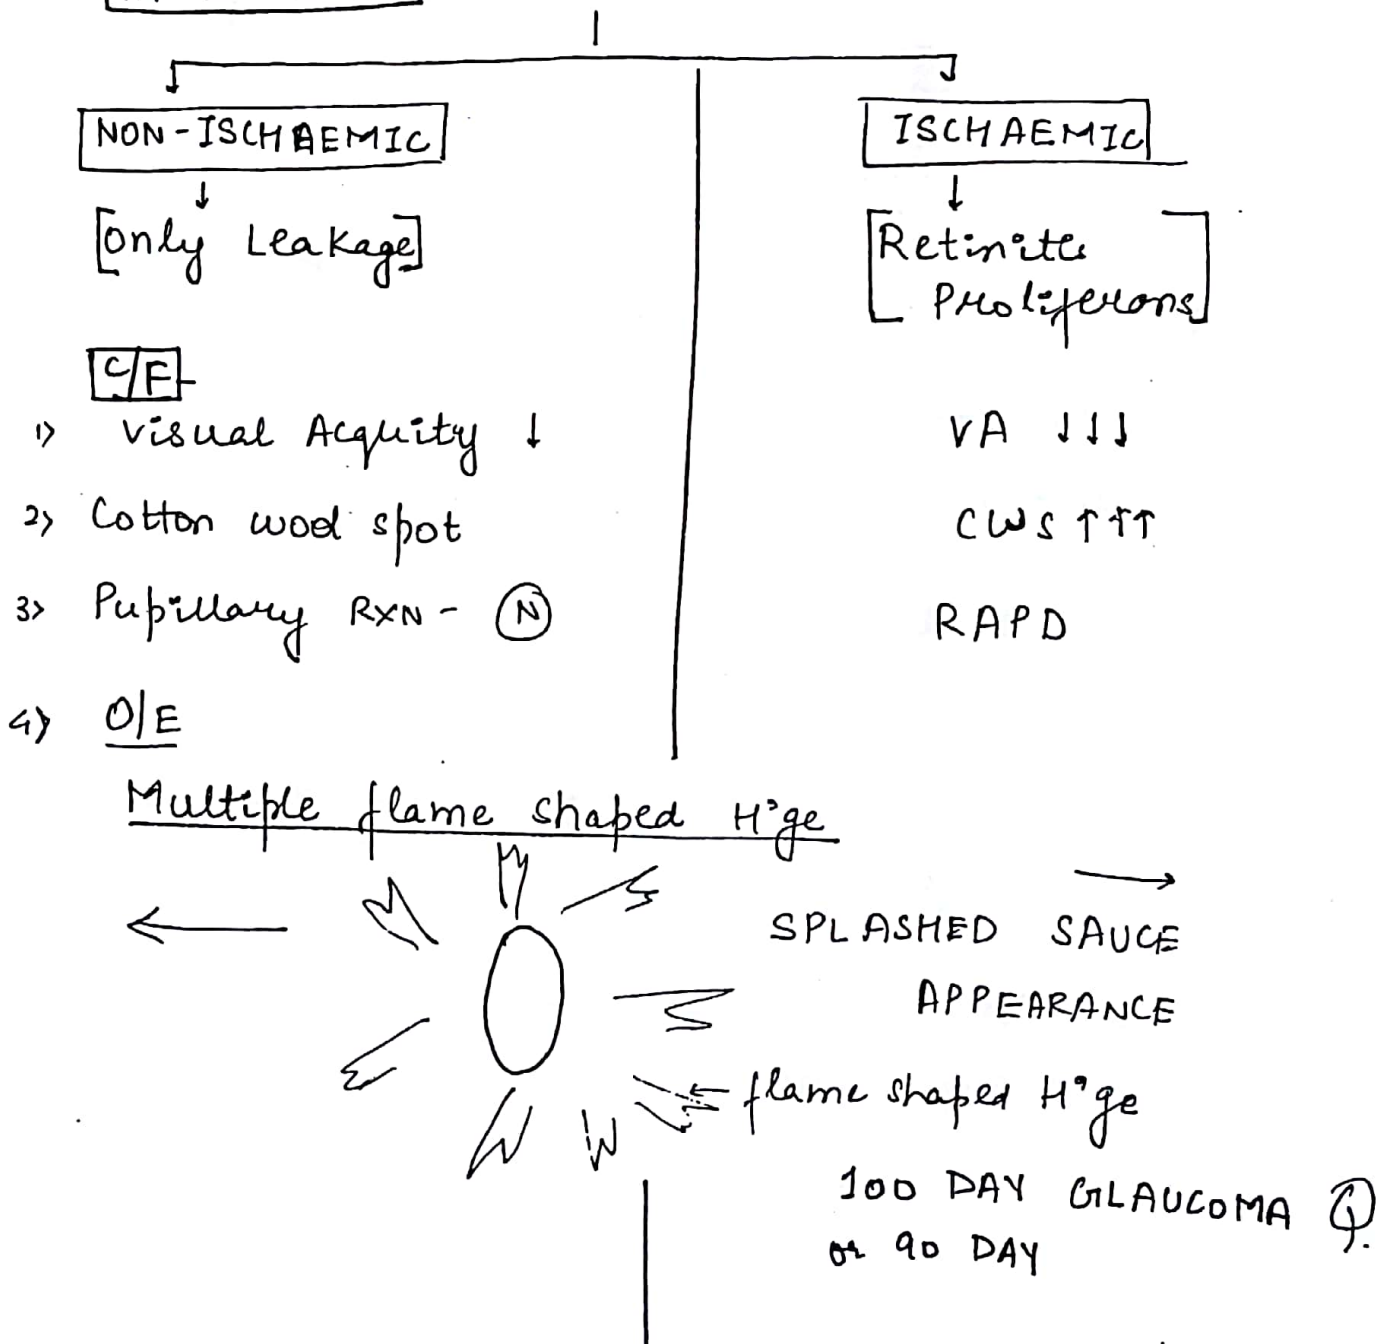 NON-ISCHAEMIC
ISCHAEMIC
[Only Leakage]
[Retinitis
Proliferans]
C/F-
1) Visual Acquity ↓
VA ↓↓↓
2) Cotton wool spot
CWS ↑↑↑
3) Pupillary RXN - N
RAPD
4) O/E
Multiple flame shaped H'ge
SPLASHED SAUCE
APPEARANCE
flame shaped H'ge
100 DAY GLAUCOMA Q.
or 90 DAY